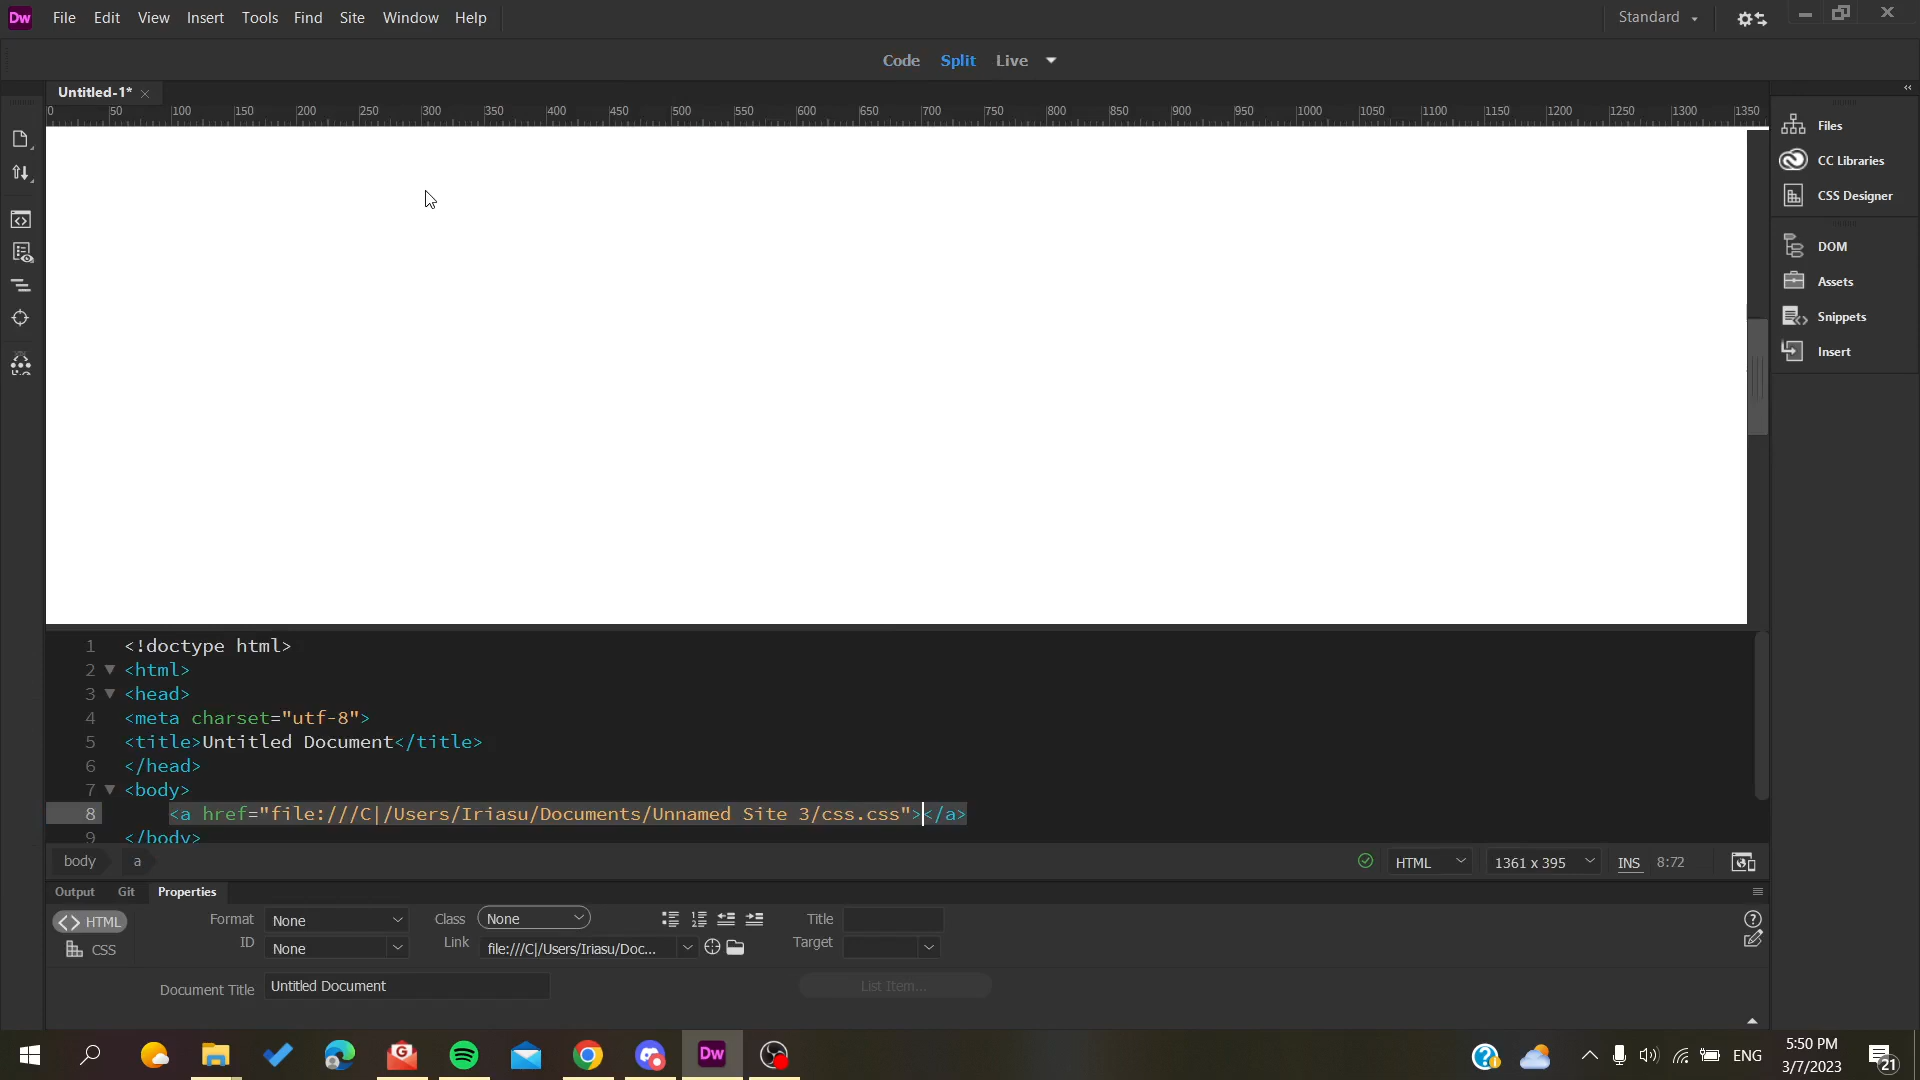 Dw File Edit View Insert Tools Find Site Window Help Standard
Code Split Live
Untitled-1*
0 50 100 150 200 250 300 350 400 450 500 550 600 650 700 750 800 850 900 950 1000 1050 1100 1150 1200 1250 1300 1350
Files
CC Libraries
CSS Designer
DOM
Assets
Snippets
Insert
1 <!doctype html>
2 <html>
3 <head>
4 <meta charset="utf-8">
5 <title>Untitled Document</title>
6 </head>
7 <body>
8 <a href="file:///C|/Users/Iriasu/Documents/Unnamed Site 3/css.css"></a>
9 </body>
body a HTML 1361 x 395 INS 8:72
Output Git Properties
HTML Format None Class None Title
CSS ID None Link file:///C|/Users/Iriasu/Doc... Target
Document Title Untitled Document List Item...
Dw ENG 5:50 PM
3/7/2023 21